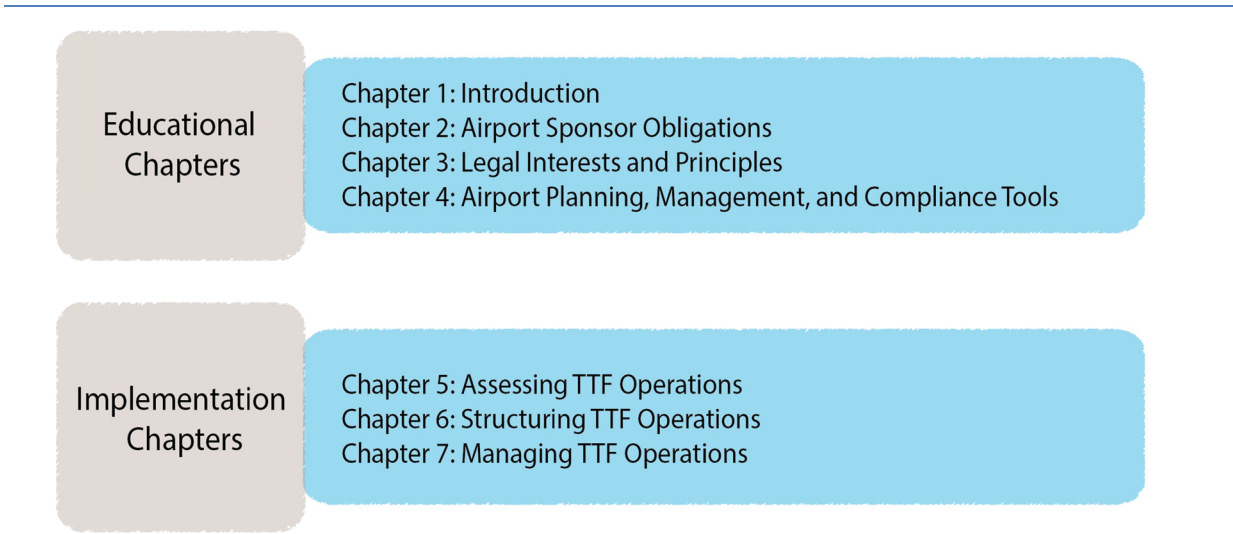 Educational
Chapters
Chapter 1: Introduction
Chapter 2: Airport Sponsor Obligations
Chapter 3: Legal Interests and Principles
Chapter 4: Airport Planning, Management, and Compliance Tools
Implementation
Chapters
Chapter 5: Assessing TTF Operations
Chapter 6: Structuring TTF Operations
Chapter 7: Managing TTF Operations